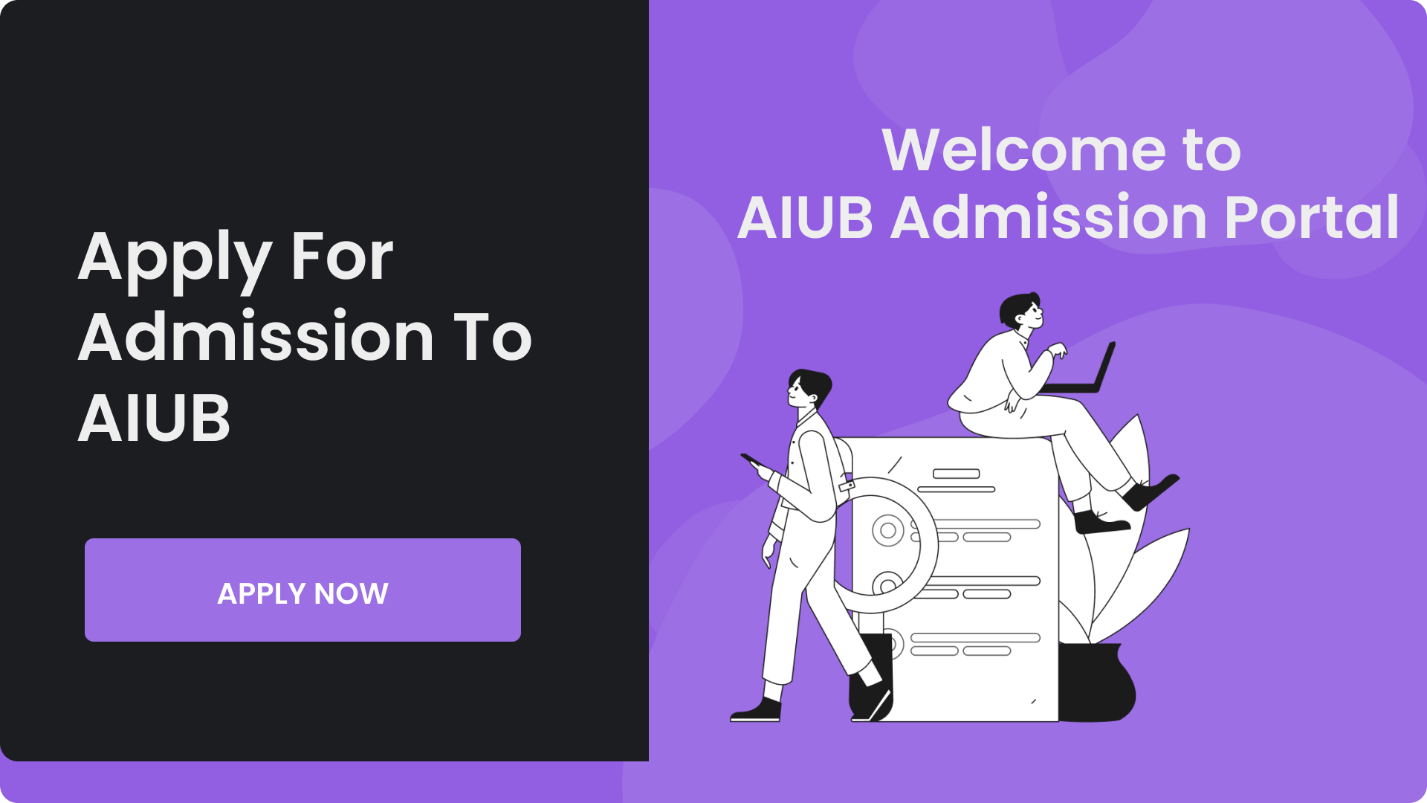 Apply For
Admission To
AIUB
APPLY NOW
Welcome to
AIUB Admission Portal